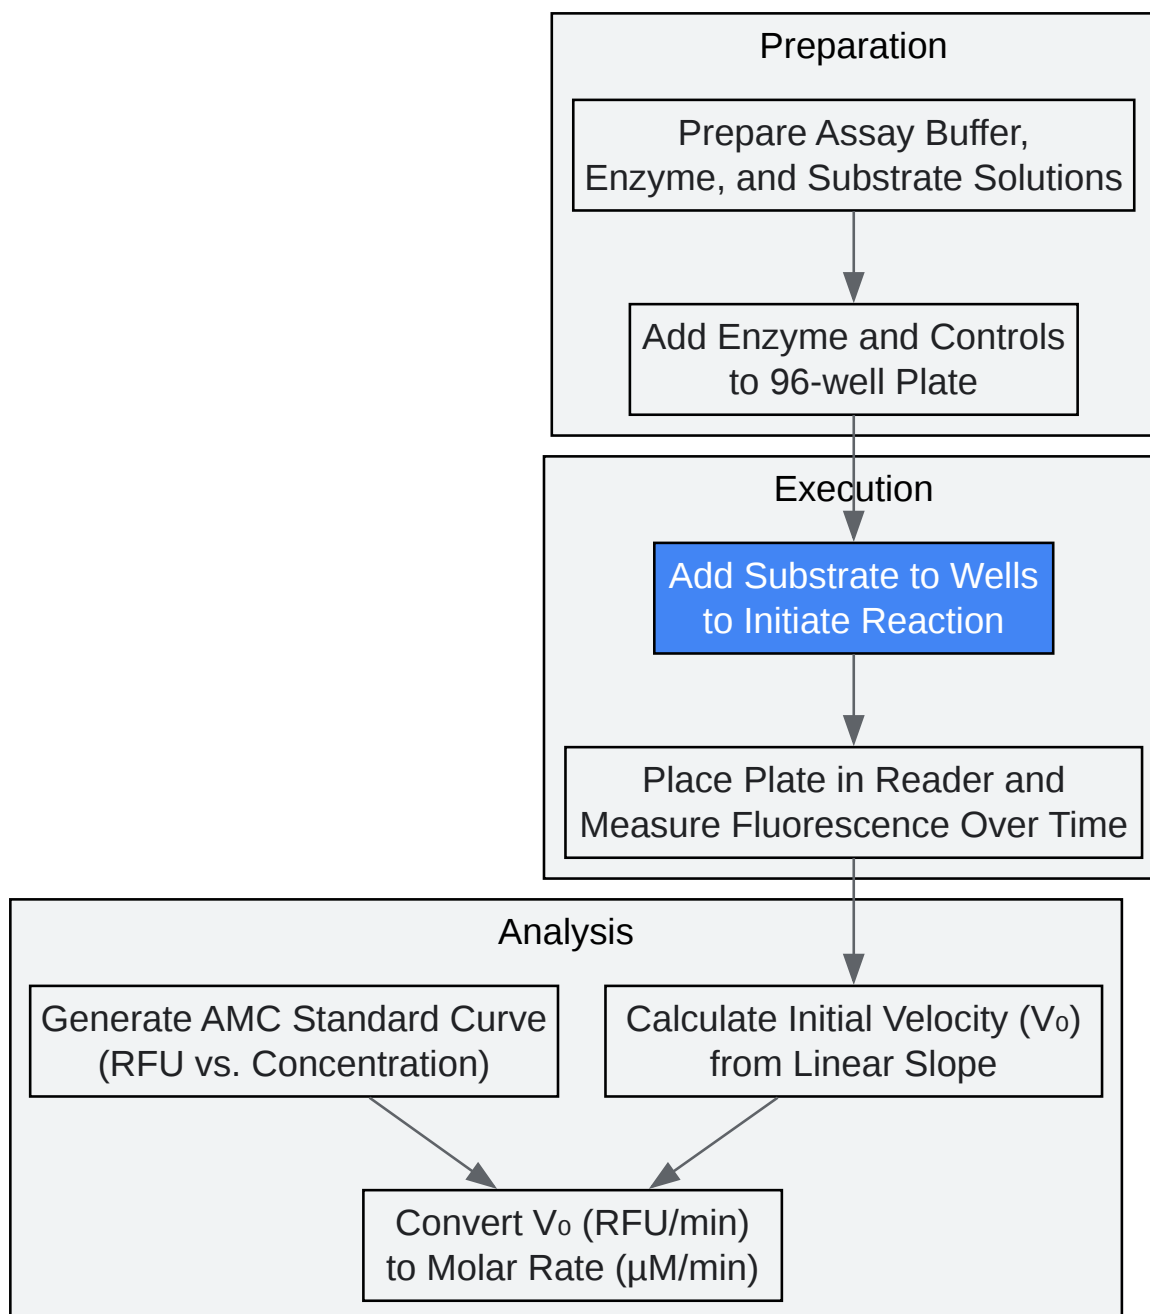 Preparation
Prepare Assay Buffer,
Enzyme, and Substrate Solutions
Add Enzyme and Controls
to 96-well Plate
Execution
Add Substrate to Wells
to Initiate Reaction
Place Plate in Reader and
Measure Fluorescence Over Time
Analysis
Generate AMC Standard Curve
(RFU vs. Concentration)
Calculate Initial Velocity (V₀)
from Linear Slope
Convert V₀ (RFU/min)
to Molar Rate (µM/min)